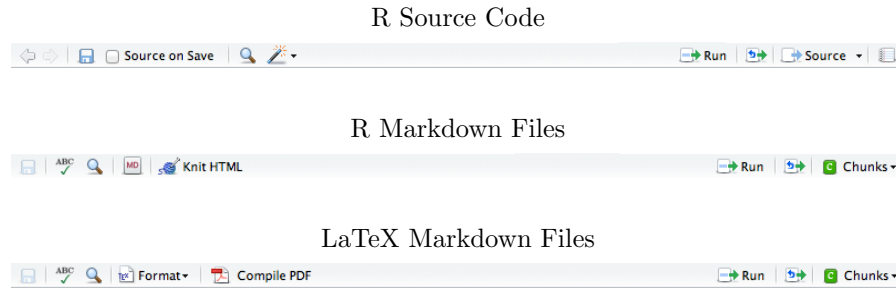 R Source Code
Source on Save Run Source
R Markdown Files
ABC MD Knit HTML Run C Chunks
LaTeX Markdown Files
ABC TEX Format Compile PDF Run C Chunks